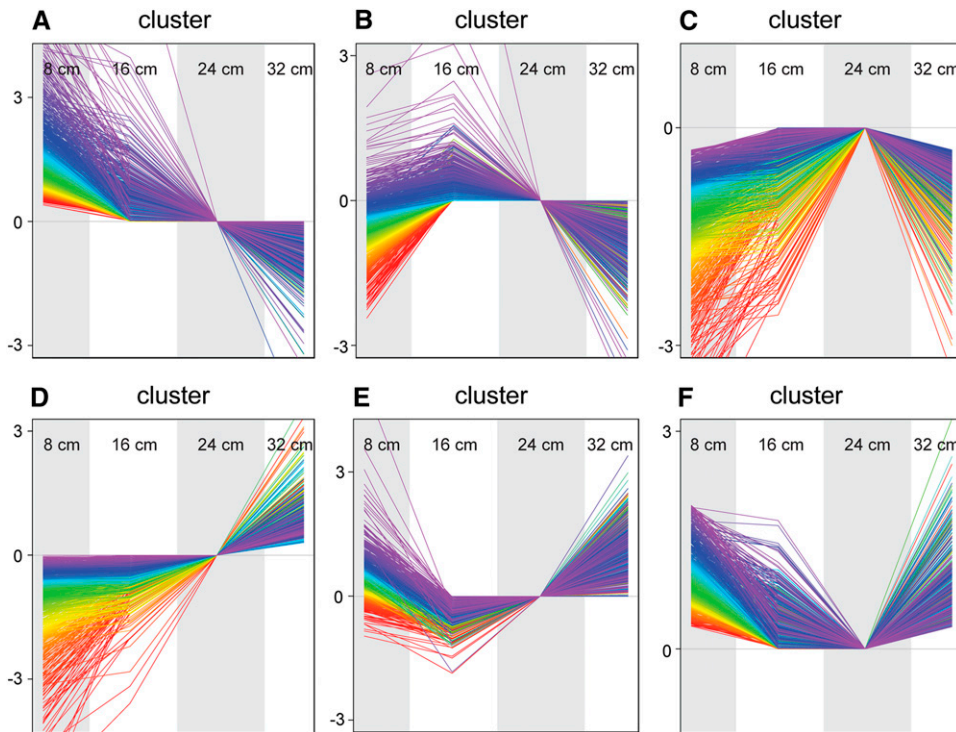 A cluster
8 cm 16 cm 24 cm 32 cm
3
0
-3
B cluster
8 cm 16 cm 24 cm 32 cm
3
0
-3
C cluster
8 cm 16 cm 24 cm 32 cm
0
-3
D cluster
8 cm 16 cm 24 cm 32 cm
3
0
-3
E cluster
8 cm 16 cm 24 cm 32 cm
3
0
-3
F cluster
8 cm 16 cm 24 cm 32 cm
3
0